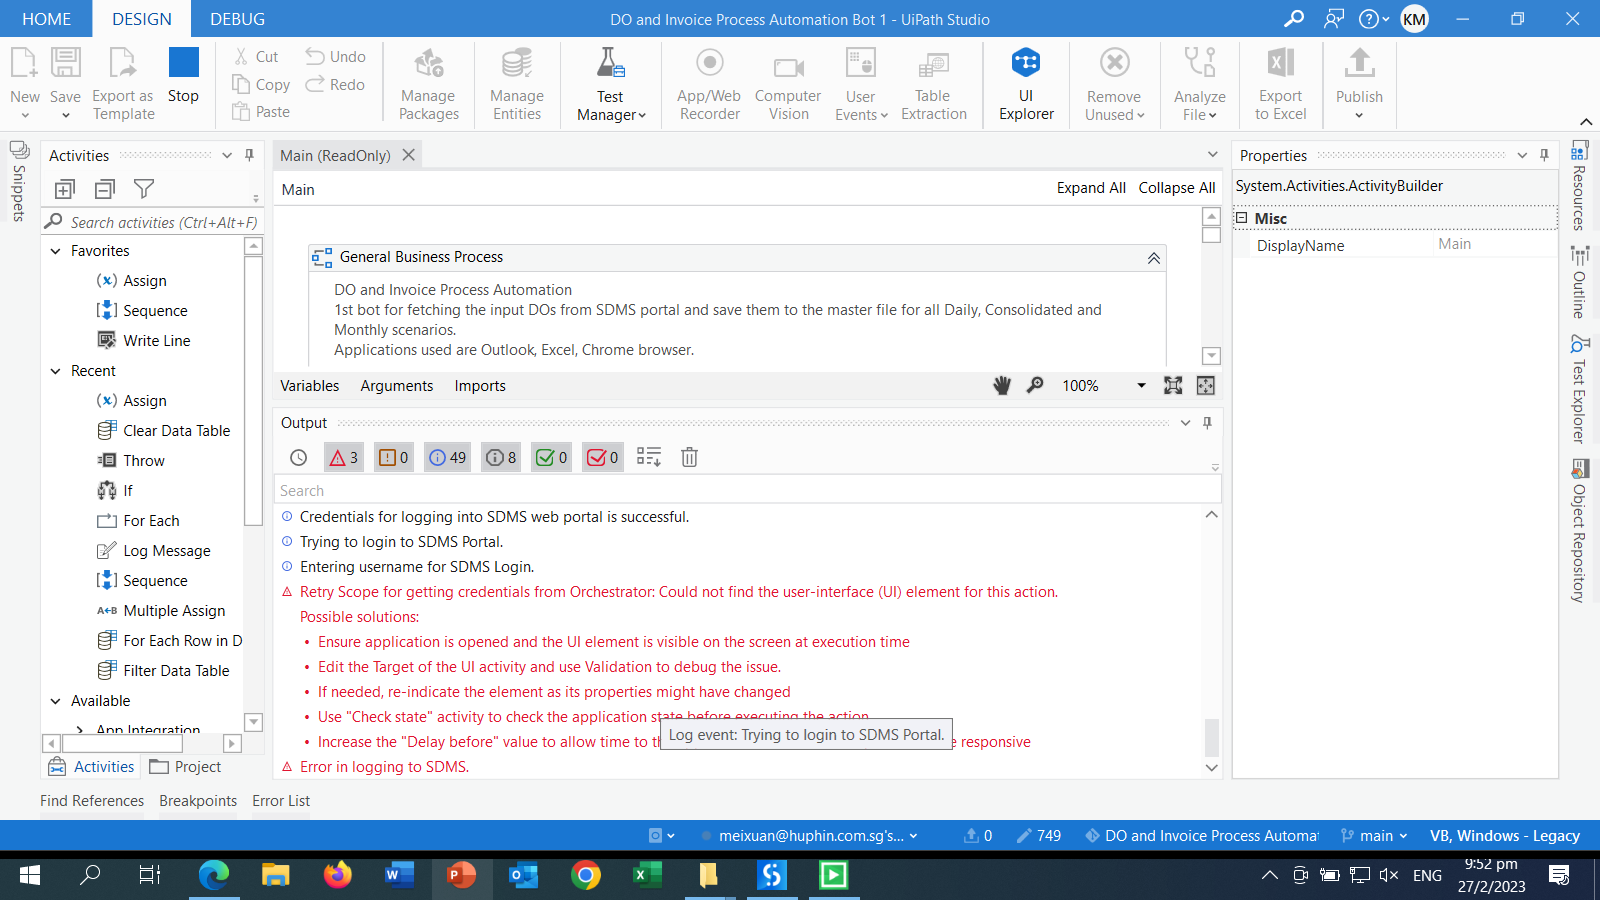 HOME
DESIGN
DEBUG
DO and Invoice Process Automation Bot 1 - UiPath Studio
KM
New
Save
Export as
Template
Stop
Cut
Copy
Paste
Undo
Redo
Manage
Packages
Manage
Entities
Test
Manager
App/Web
Recorder
Computer
Vision
User
Events
Table
Extraction
UI
Explorer
Remove
Unused
Analyze
File
Export
to Excel
Publish
Snippets
Activities
Search activities (Ctrl+Alt+F)
Favorites
Assign
Sequence
Write Line
Recent
Assign
Clear Data Table
Throw
If
For Each
Log Message
Sequence
Multiple Assign
For Each Row in D
Filter Data Table
Available
App Integration
Activities
Project
Main (ReadOnly)
Main
Expand All
Collapse All
General Business Process
DO and Invoice Process Automation
1st bot for fetching the input DOs from SDMS portal and save them to the master file for all Daily, Consolidated and
Monthly scenarios.
Applications used are Outlook, Excel, Chrome browser.
Variables
Arguments
Imports
100%
Output
3
0
49
8
0
0
Search
Credentials for logging into SDMS web portal is successful.
Trying to login to SDMS Portal.
Entering username for SDMS Login.
Retry Scope for getting credentials from Orchestrator: Could not find the user-interface (UI) element for this action.
Possible solutions:
• Ensure application is opened and the UI element is visible on the screen at execution time
• Edit the Target of the UI activity and use Validation to debug the issue.
• If needed, re-indicate the element as its properties might have changed
• Use "Check state" activity to check the application state before executing the action
• Increase the "Delay before" value to allow time to th
e responsive
Log event: Trying to login to SDMS Portal.
Error in logging to SDMS.
Properties
System.Activities.ActivityBuilder
Misc
DisplayName
Main
Resources
Outline
Test Explorer
Object Repository
Find References
Breakpoints
Error List
meixuan@huphin.com.sg's...
0
749
DO and Invoice Process Automat
main
VB, Windows - Legacy
ENG
9:52 pm
27/2/2023